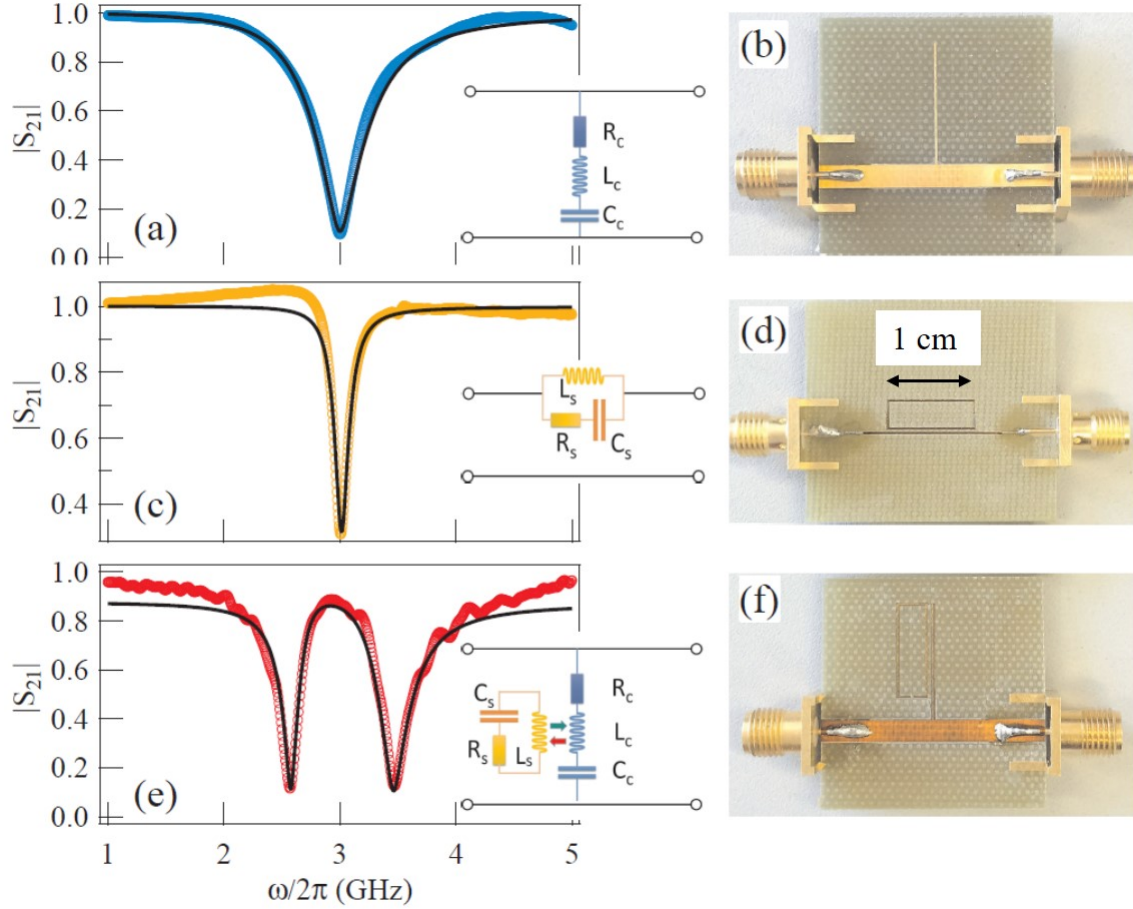 1.0
0.8
0.6
0.4
0.2
0.0
|S21|
(a)
Rc
Lc
Cc
(b)
1.0
0.8
0.6
0.4
|S21|
(c)
Ls
Rs
Cs
(d)
1 cm
1.0
0.8
0.6
0.4
0.2
0.0
|S21|
(e)
Cs
Rs
Ls
Rc
Lc
Cc
(f)
1 2 3 4 5
ω/2π (GHz)